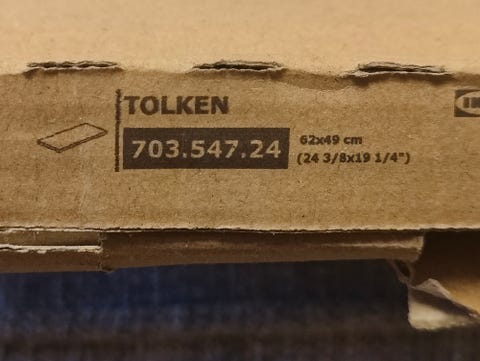 TOLKEN
703.547.24
62x49 cm
(24 3/8x19 1/4")